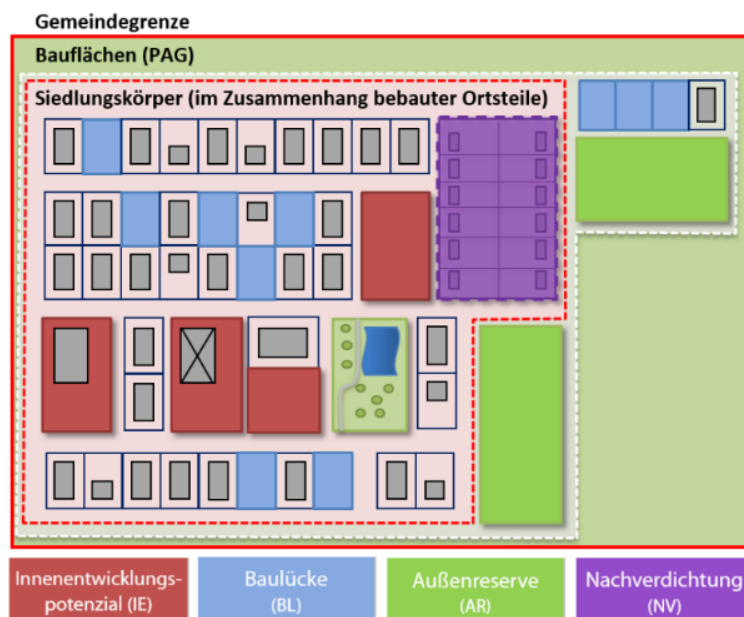 Gemeindegrenze
Bauflächen (PAG)
Siedlungskörper (im Zusammenhang bebauter Ortsteile)
Innenentwicklungs-
potenzial (IE)
Baulücke
(BL)
Außenreserve
(AR)
Nachverdichtung
(NV)